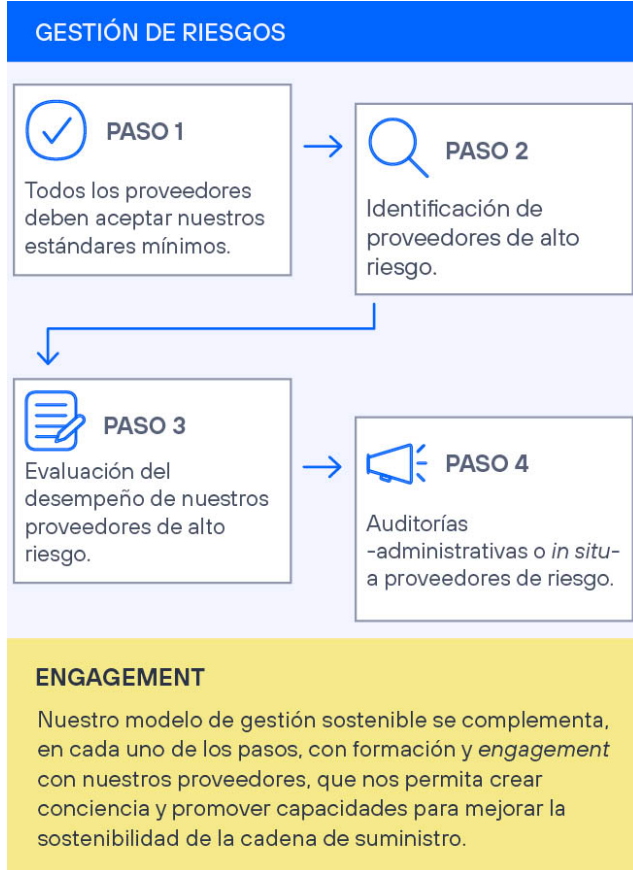 GESTIÓN DE RIESGOS
PASO 1
Todos los proveedores
deben aceptar nuestros
estándares mínimos.
PASO 2
Identificación de
proveedores de alto
riesgo.
PASO 3
Evaluación del
desempeño de nuestros
proveedores de alto
riesgo.
PASO 4
Auditorías
-administrativas o in situ-
a proveedores de riesgo.
ENGAGEMENT
Nuestro modelo de gestión sostenible se complementa,
en cada uno de los pasos, con formación y engagement
con nuestros proveedores, que nos permita crear
conciencia y promover capacidades para mejorar la
sostenibilidad de la cadena de suministro.